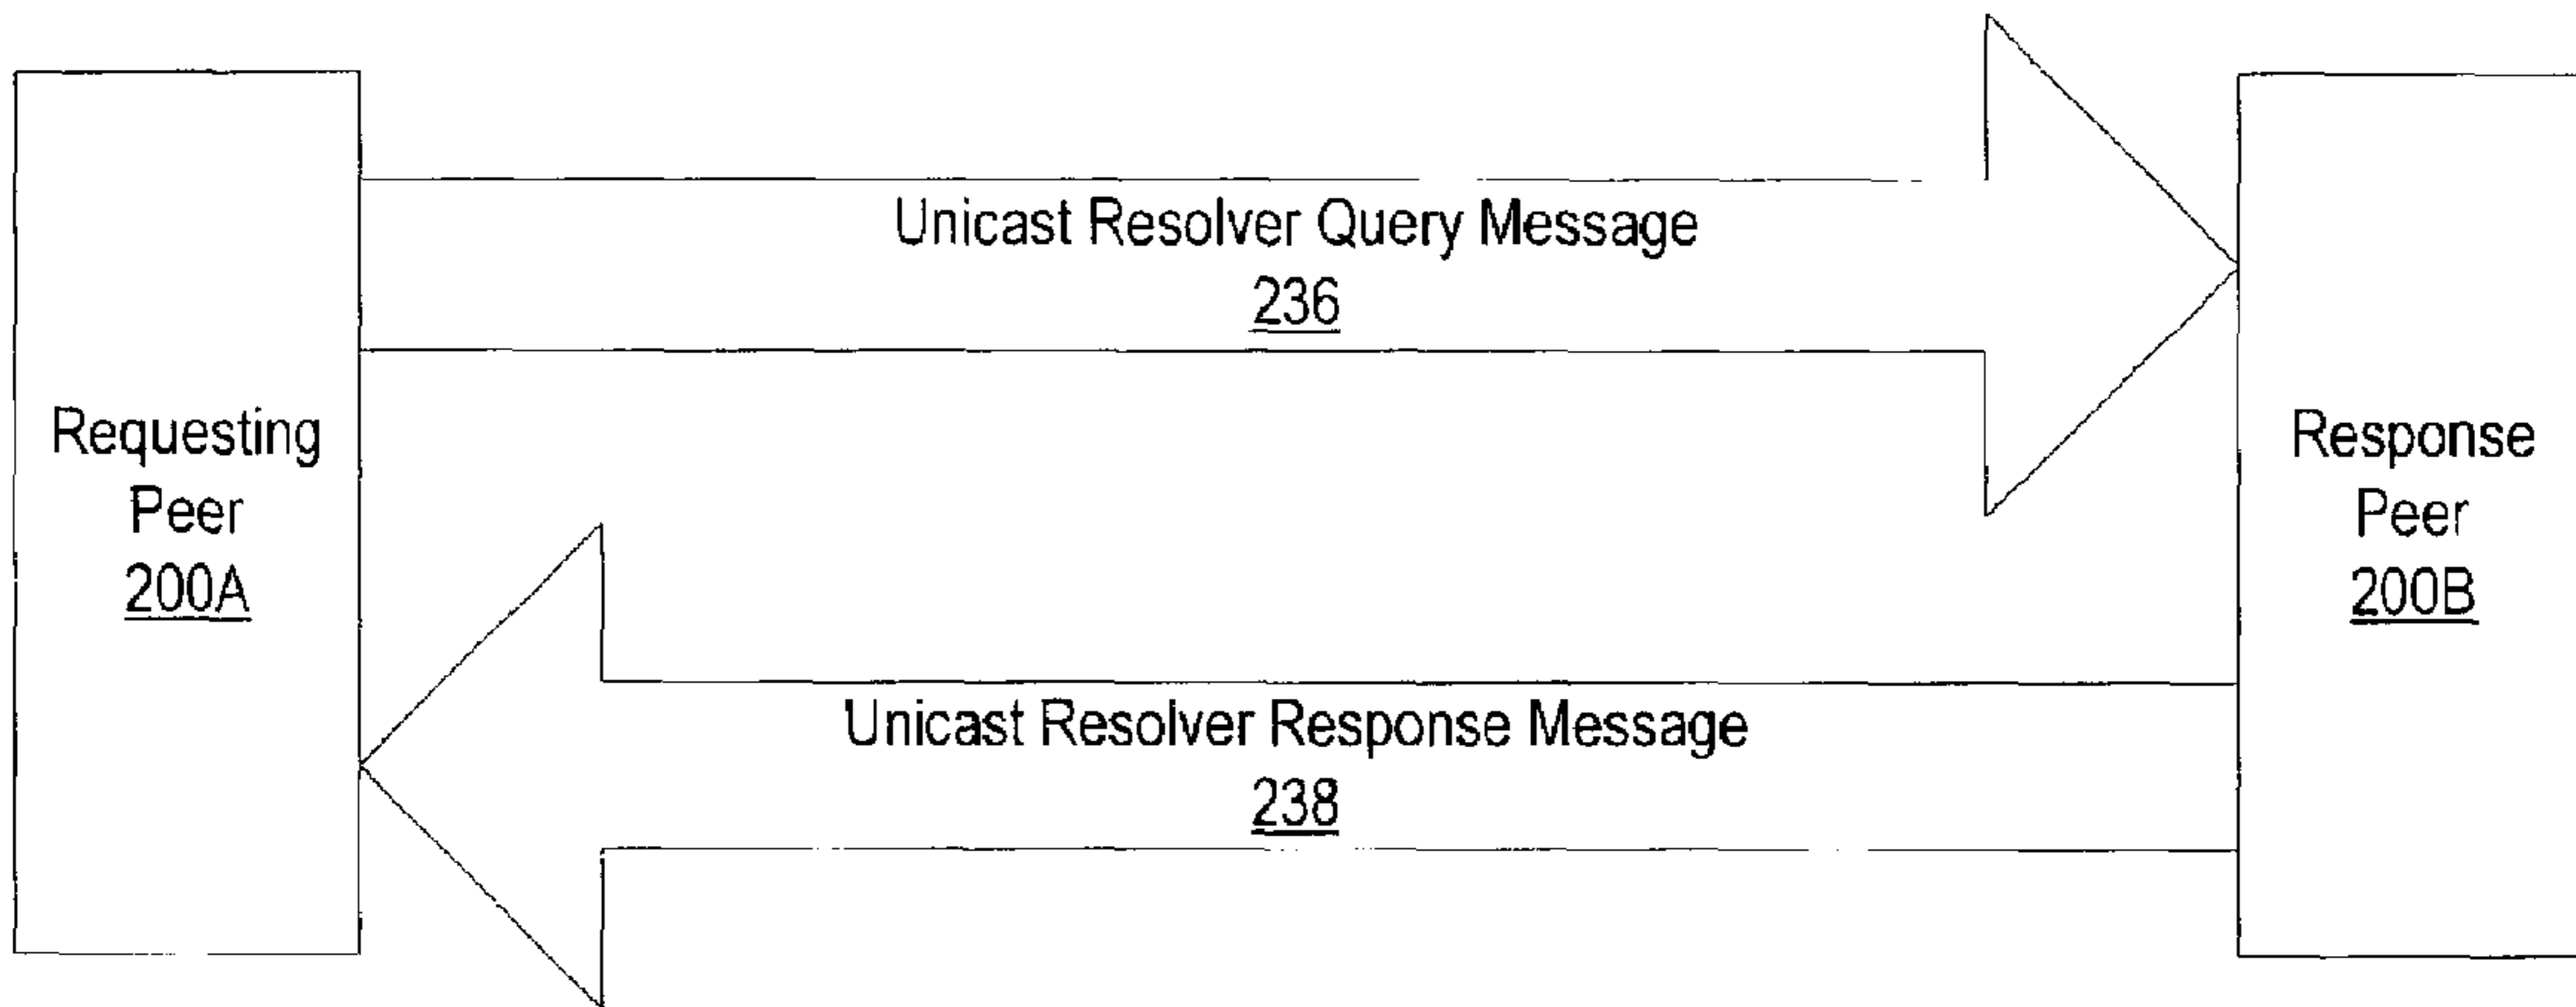 Unicast Resolver Query Message
236
Requesting
Peer
200A
Response
Peer
200B
Unicast Resolver Response Message
238